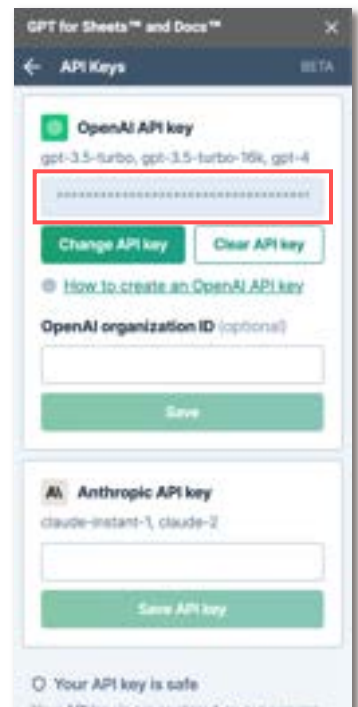 GPT for Sheets™ and Docs™ ×
← API Keys BETA
OpenAI API key
gpt-3.5-turbo, gpt-3.5-turbo-16k, gpt-4
Change API key Clear API key
How to create an OpenAI API key
OpenAI organization ID (optional)
Save
A\ Anthropic API key
claude-instant-1, claude-2
Save API key
Your API key is safe